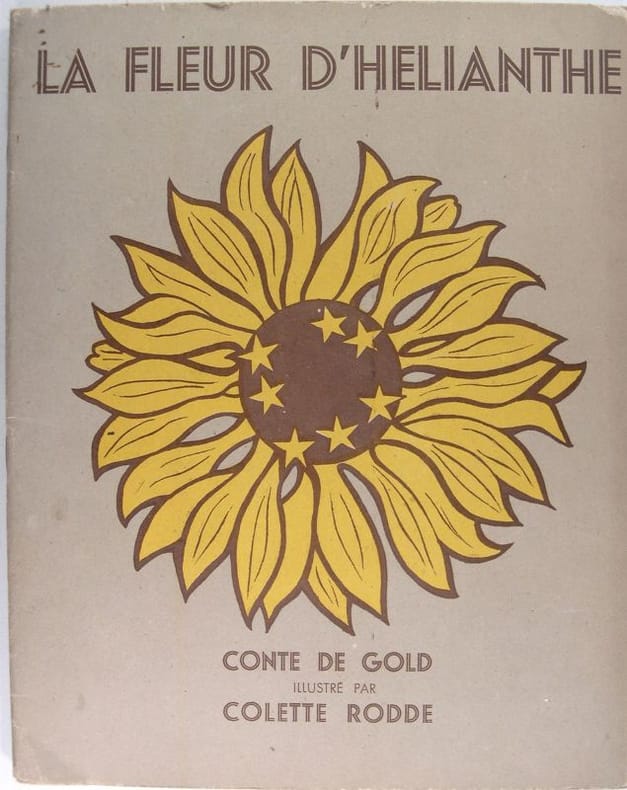 LA FLEUR D'HELIANTHE
CONTE DE GOLD
ILLUSTRÉ PAR
COLETTE RODDE